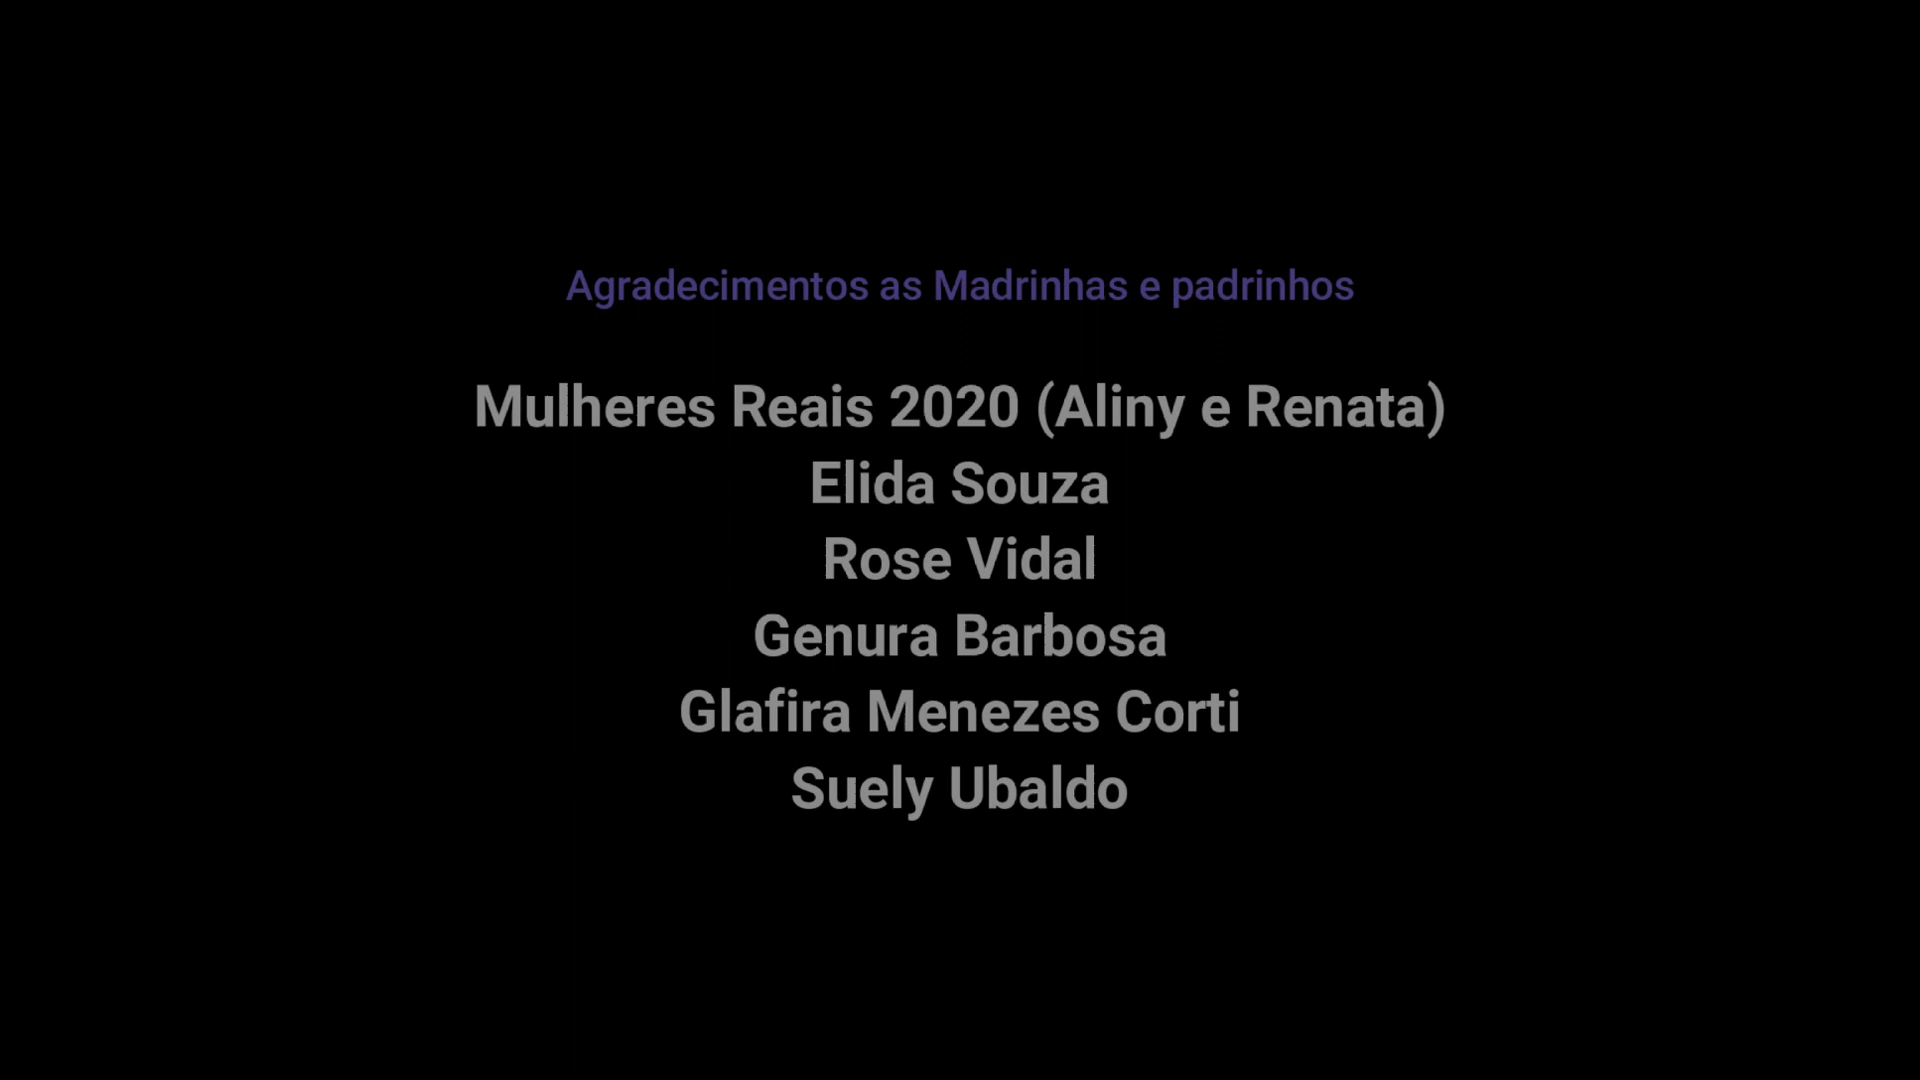 Agradecimentos as Madrinhas e padrinhos
Mulheres Reais 2020 (Aliny e Renata)
Elida Souza
Rose Vidal
Genura Barbosa
Glafira Menezes Corti
Suely Ubaldo